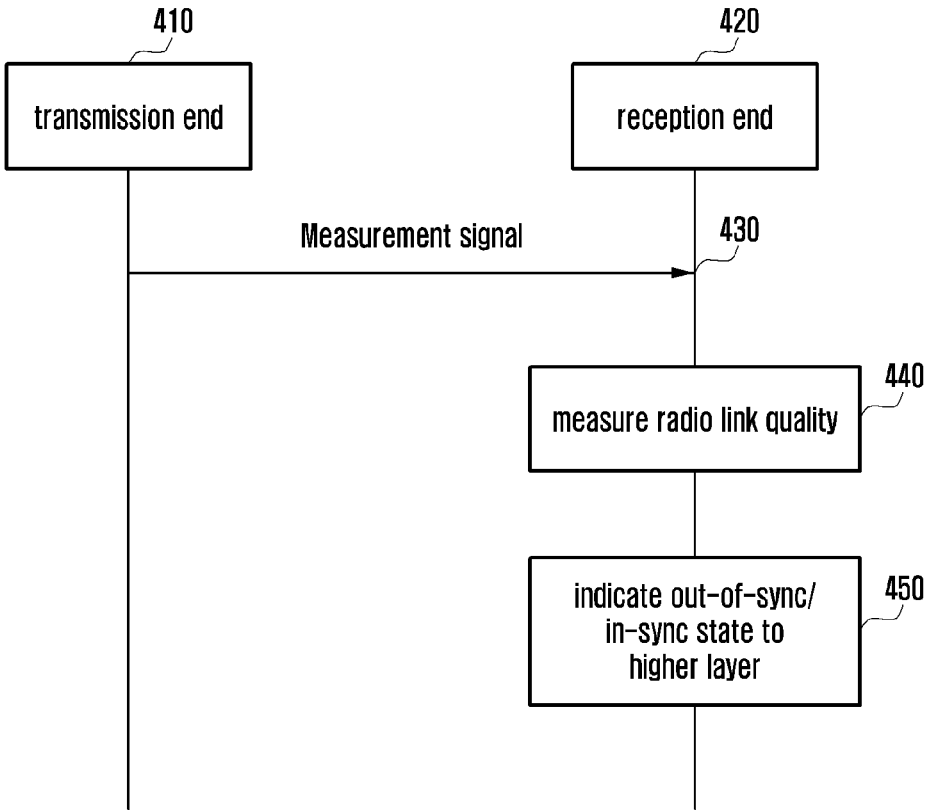 410
420
transmission end
reception end
Measurement signal
430
440
measure radio link quality
450
indicate out-of-sync/
in-sync state to
higher layer